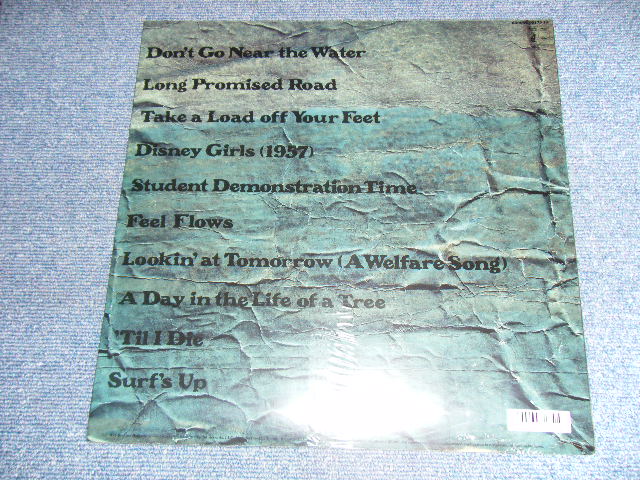 Don't Go Near the Water
Long Promised Road
Take a Load off Your Feet
Disney Girls (1957)
Student Demonstration Time
Feel Flows
Lookin' at Tomorrow (A Welfare Song)
A Day in the Life of a Tree
'Til I Die
Surf's Up